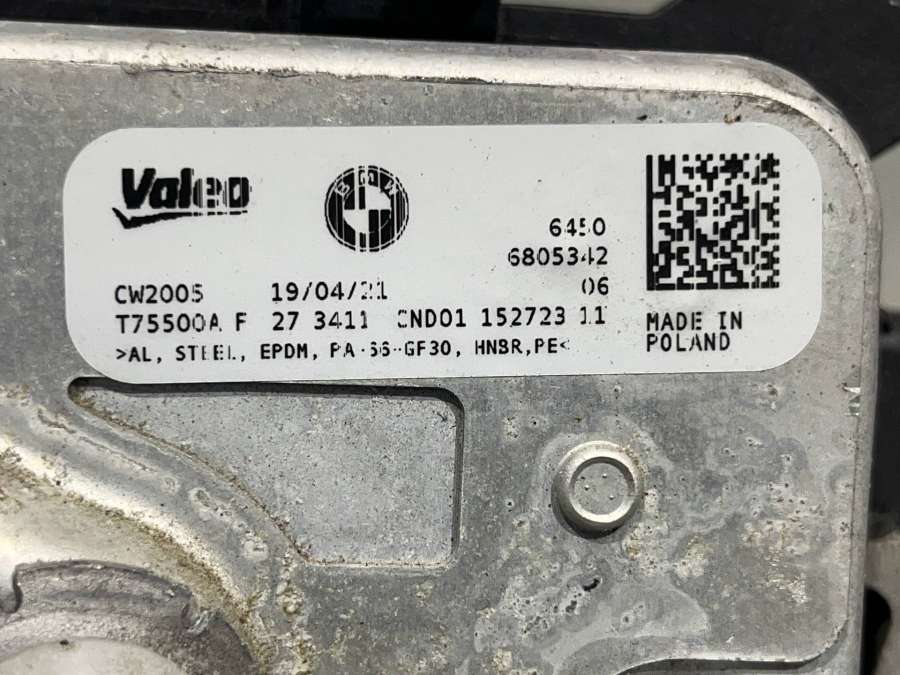 Valeo
BMW
6450
6805342
CW2005 19/04/21 06
T75500A F 27 3411 CND01 152723 11
>AL, STEEL, EPDM, PA-66-GF30, HNBR,PE<
MADE IN
POLAND